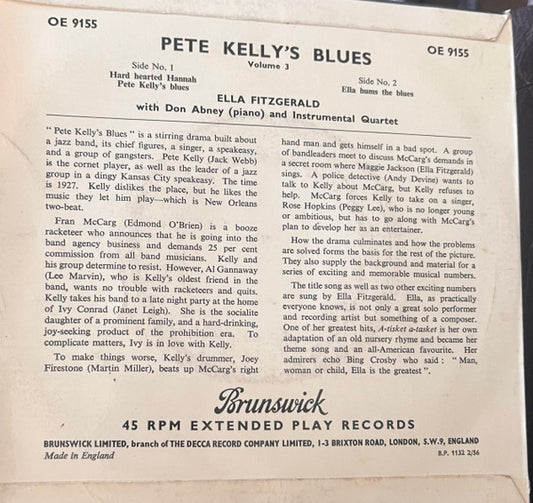 OE 9155
OE 9155
PETE KELLY'S BLUES
Volume 3
Side No. 1
Hard hearted Hannah
Pete Kelly's blues
Side No. 2
Ella hums the blues
ELLA FITZGERALD
with Don Abney (piano) and Instrumental Quartet
" Pete Kelly's Blues " is a stirring drama built about
a jazz band, its chief figures, a singer, a speakeasy,
and a group of gangsters. Pete Kelly (Jack Webb)
is the cornet player, as well as the leader of a jazz
group in a dingy Kansas City speakeasy. The time
is 1927. Kelly dislikes the place, but he likes the
music they let him play—which is New Orleans
two-beat.
Fran McCarg (Edmond O'Brien) is a booze
racketeer who announces that he is going into the
band agency business and demands 25 per cent
commission from all band musicians. Kelly and
his group determine to resist. However, Al Gannaway
(Lee Marvin), who is Kelly's oldest friend in the
band, wants no trouble with racketeers and quits.
Kelly takes his band to a late night party at the home
of Ivy Conrad (Janet Leigh). She is the socialite
daughter of a prominent family, and a hard-drinking,
joy-seeking product of the prohibition era. To
complicate matters, Ivy is in love with Kelly.
To make things worse, Kelly's drummer, Joey
Firestone (Martin Miller), beats up McCarg's right
hand man and gets himself in a bad spot. A group
of bandleaders meet to discuss McCarg's demands in
a secret room where Maggie Jackson (Ella Fitzgerald)
sings. A police detective (Andy Devine) wants to
talk to Kelly about McCarg, but Kelly refuses to
help. McCarg forces Kelly to take on a singer,
Rose Hopkins (Peggy Lee), who is no longer young
or ambitious, but has to go along with McCarg's
plan to develop her as an entertainer.
How the drama culminates and how the problems
are solved forms the basis for the rest of the picture.
They also supply the background and material for a
series of exciting and memorable musical numbers.
The title song as well as two other exciting numbers
are sung by Ella Fitzgerald. Ella, as practically
everyone knows, is not only a great solo performer
and recording artist but something of a composer.
One of her greatest hits, A-tisket a-tasket is her own
adaptation of an old nursery rhyme and became her
theme song and an all-American favourite. Her
admirers echo Bing Crosby who said : " Man,
woman or child, Ella is the greatest ".
Brunswick
45 RPM EXTENDED PLAY RECORDS
BRUNSWICK LIMITED, branch of THE DECCA RECORD COMPANY LIMITED, 1-3 BRIXTON ROAD, LONDON, S.W.9, ENGLAND
Made in England
B.P. 1132 2/56